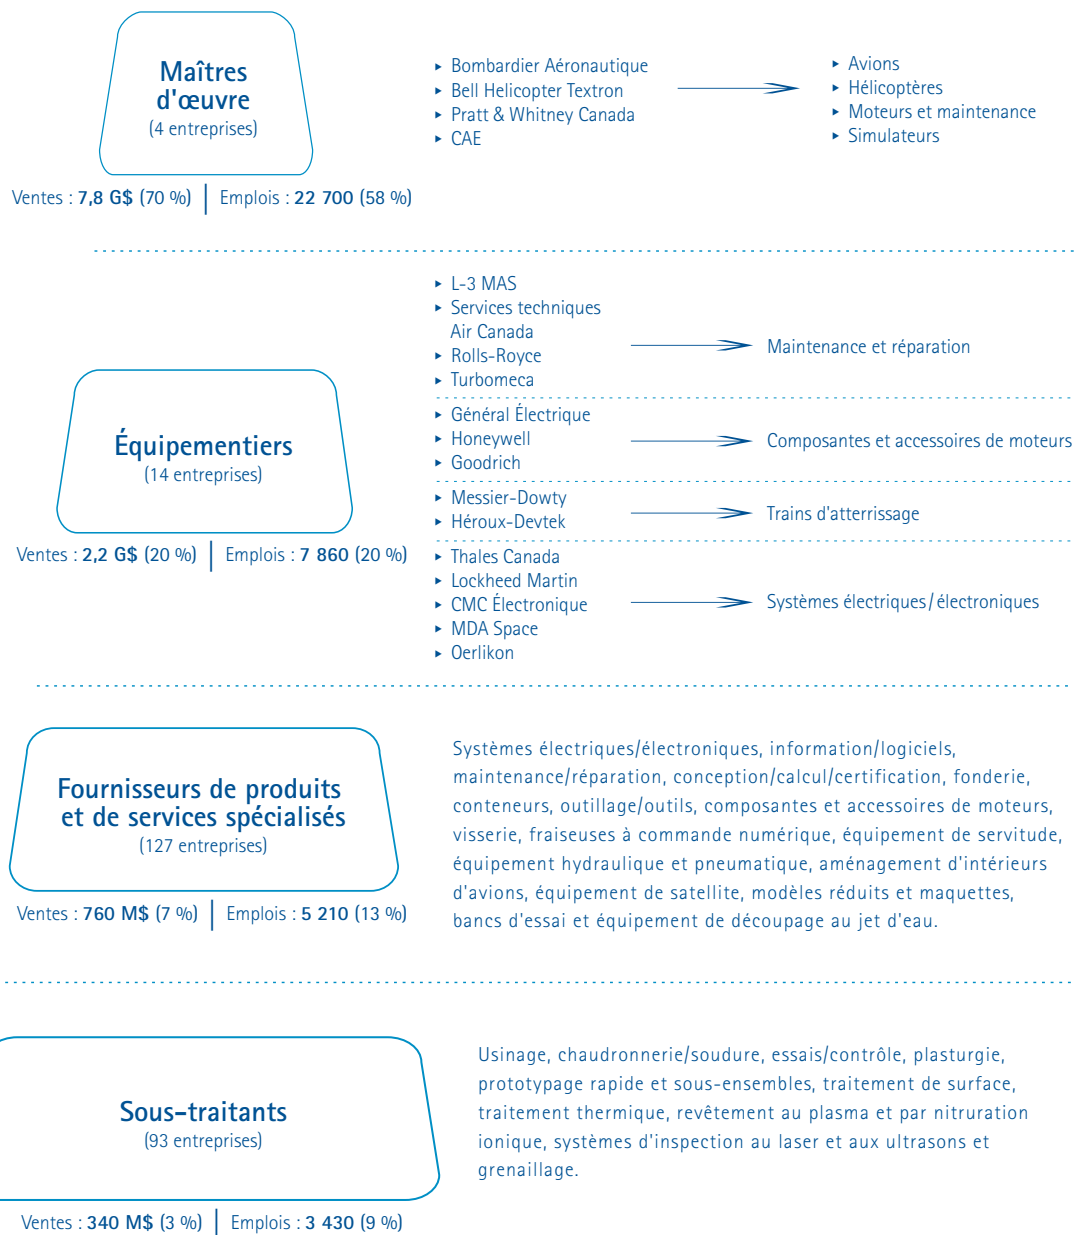 Maîtres
d'œuvre
(4 entreprises)
▸ Bombardier Aéronautique
▸ Bell Helicopter Textron
▸ Pratt & Whitney Canada
▸ CAE
▸ Avions
▸ Hélicoptères
▸ Moteurs et maintenance
▸ Simulateurs
Ventes : 7,8 G$ (70 %) | Emplois : 22 700 (58 %)
Équipementiers
(14 entreprises)
Ventes : 2,2 G$ (20 %) | Emplois : 7 860 (20 %)
▸ L-3 MAS
▸ Services techniques
Air Canada
▸ Rolls-Royce
▸ Turbomeca
Maintenance et réparation
▸ Général Électrique
▸ Honeywell
▸ Goodrich
Composantes et accessoires de moteurs
▸ Messier-Dowty
▸ Héroux-Devtek
Trains d'atterrissage
▸ Thales Canada
▸ Lockheed Martin
▸ CMC Électronique
▸ MDA Space
▸ Oerlikon
Systèmes électriques/électroniques
Fournisseurs de produits
et de services spécialisés
(127 entreprises)
Ventes : 760 M$ (7 %) | Emplois : 5 210 (13 %)
Systèmes électriques/électroniques, information/logiciels,
maintenance/réparation, conception/calcul/certification, fonderie,
conteneurs, outillage/outils, composantes et accessoires de moteurs,
visserie, fraiseuses à commande numérique, équipement de servitude,
équipement hydraulique et pneumatique, aménagement d'intérieurs
d'avions, équipement de satellite, modèles réduits et maquettes,
bancs d'essai et équipement de découpage au jet d'eau.
Sous-traitants
(93 entreprises)
Ventes : 340 M$ (3 %) | Emplois : 3 430 (9 %)
Usinage, chaudronnerie/soudure, essais/contrôle, plasturgie,
prototypage rapide et sous-ensembles, traitement de surface,
traitement thermique, revêtement au plasma et par nitruration
ionique, systèmes d'inspection au laser et aux ultrasons et
grenaillage.